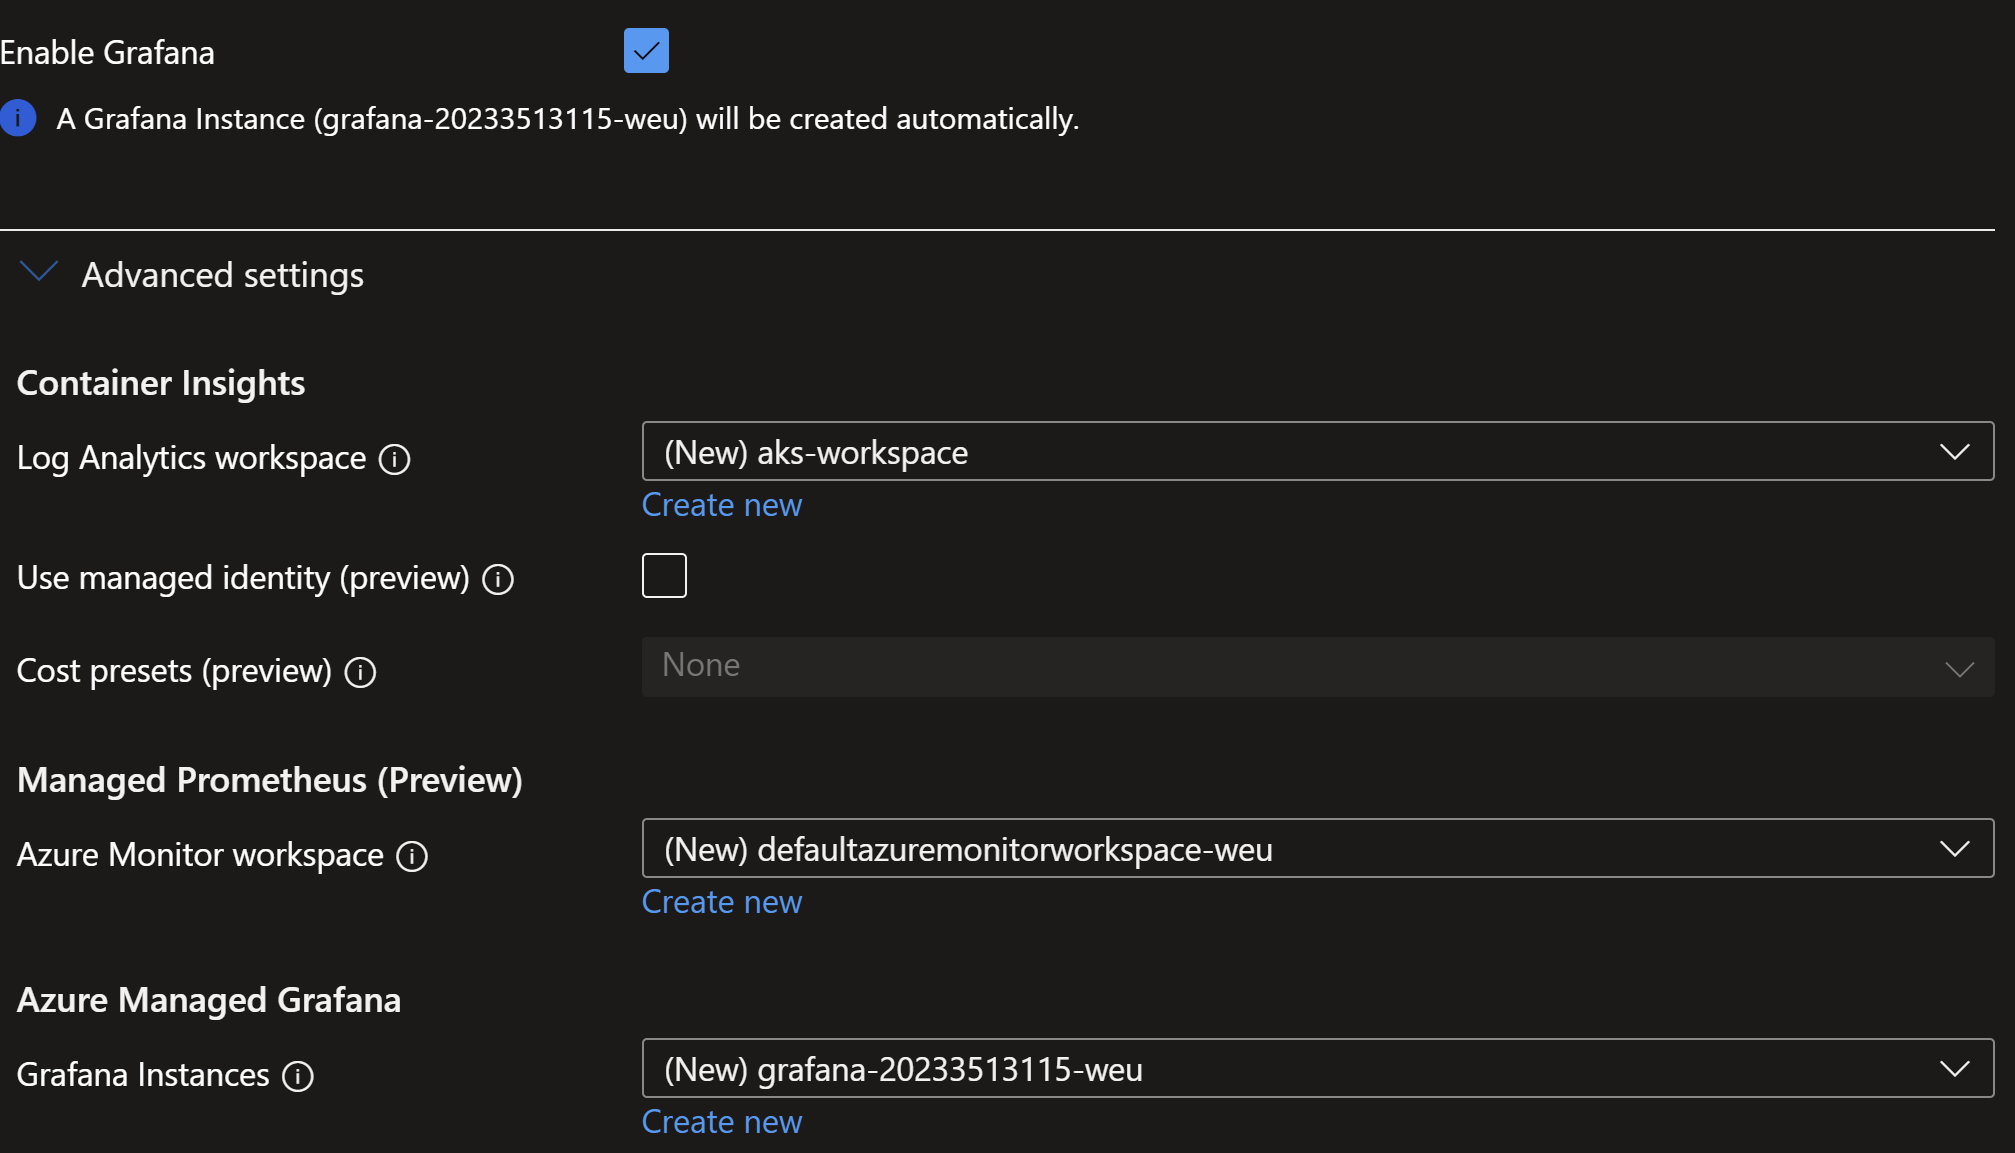 Enable Grafana
A Grafana Instance (grafana-20233513115-weu) will be created automatically.
Advanced settings
Container Insights
Log Analytics workspace
(New) aks-workspace
Create new
Use managed identity (preview)
Cost presets (preview)
None
Managed Prometheus (Preview)
Azure Monitor workspace
(New) defaultazuremonitorworkspace-weu
Create new
Azure Managed Grafana
Grafana Instances
(New) grafana-20233513115-weu
Create new